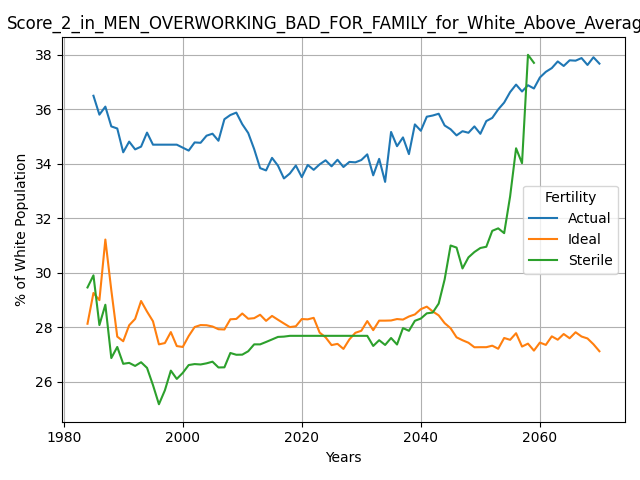 Score_2_in_MEN_OVERWORKING_BAD_FOR_FAMILY_for_White_Above_Averag
38
36
34
32
30
28
26
% of White Population
Fertility
Actual
Ideal
Sterile
1980
2000
2020
2040
2060
Years